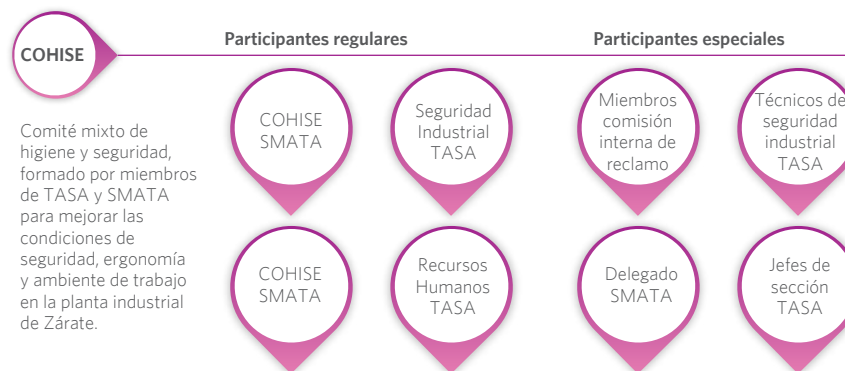 COHISE
Comité mixto de
higiene y seguridad,
formado por miembros
de TASA y SMATA
para mejorar las
condiciones de
seguridad, ergonomía
y ambiente de trabajo
en la planta industrial
de Zárate.
Participantes regulares
COHISE
SMATA
Seguridad
Industrial
TASA
COHISE
SMATA
Recursos
Humanos
TASA
Participantes especiales
Miembros
comisión
interna de
reclamo
Técnicos de
seguridad
industrial
TASA
Delegado
SMATA
Jefes de
sección
TASA